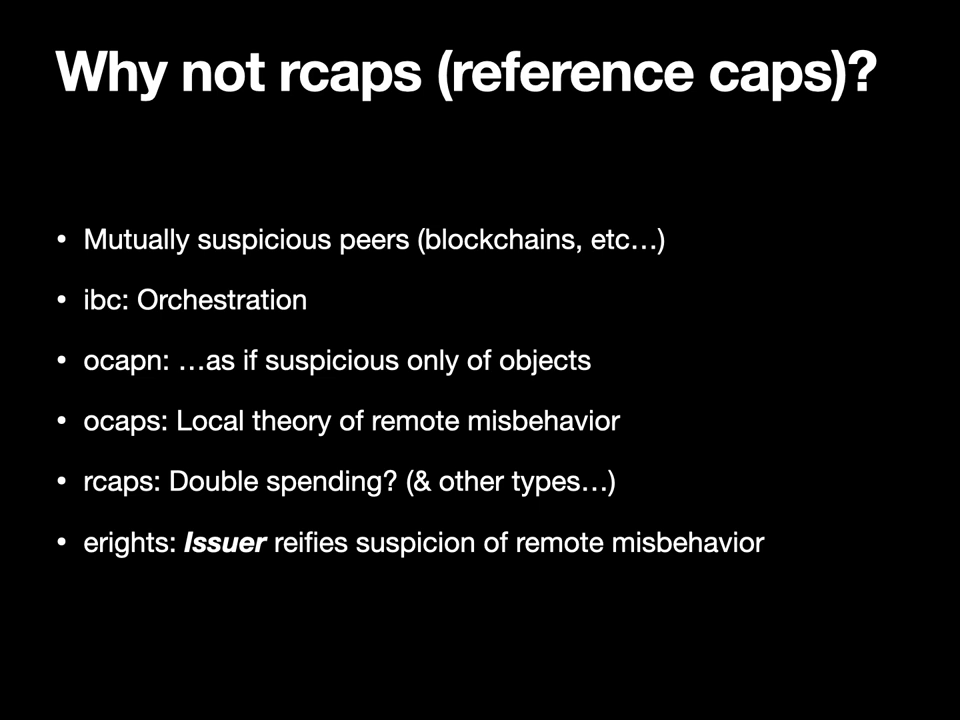 Why not rcaps (reference caps)?
• Mutually suspicious peers (blockchains, etc…)
• ibc: Orchestration
• ocapn: …as if suspicious only of objects
• ocaps: Local theory of remote misbehavior
• rcaps: Double spending? (& other types…)
• erights: Issuer reifies suspicion of remote misbehavior